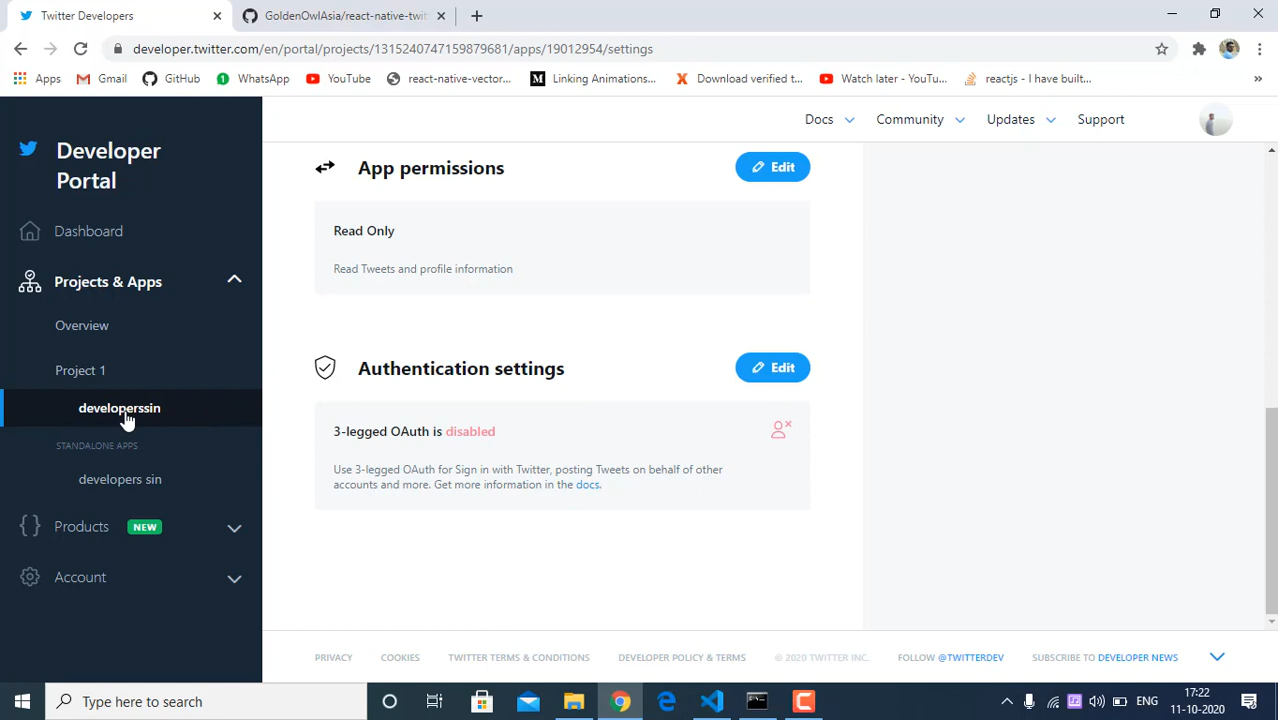 Twitter Developers
GoldenOwlAsia/react-native-twit
developer.twitter.com/en/portal/projects/1315240747159879681/apps/19012954/settings
Apps
Gmail
GitHub
WhatsApp
YouTube
react-native-vector...
Linking Animations...
Download verified t...
Watch later - YouTu...
reactjs - I have built...
»
Developer
Portal
Docs
Community
Updates
Support
Dashboard
Projects & Apps
Overview
Project 1
developerssin
STANDALONE APPS
developers sin
Products NEW
Account
App permissions
Edit
Read Only
Read Tweets and profile information
Authentication settings
Edit
3-legged OAuth is disabled
Use 3-legged OAuth for Sign in with Twitter, posting Tweets on behalf of other
accounts and more. Get more information in the docs.
PRIVACY
COOKIES
TWITTER TERMS & CONDITIONS
DEVELOPER POLICY & TERMS
© 2020 TWITTER INC.
FOLLOW @TWITTERDEV
SUBSCRIBE TO DEVELOPER NEWS
Type here to search
ENG
17:22
11-10-2020